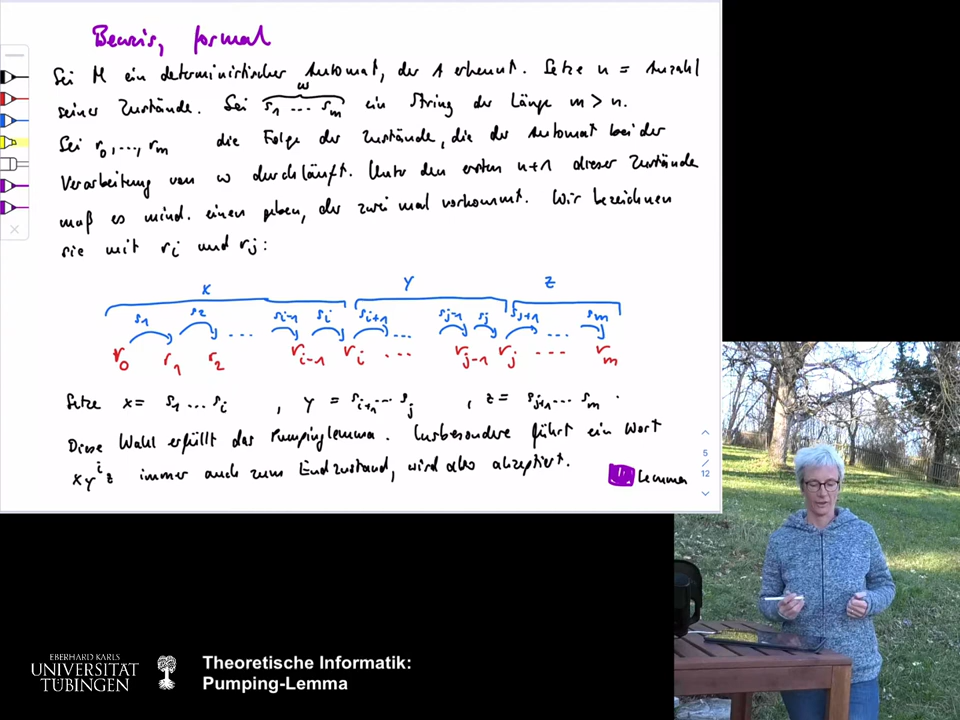 Beweis, formal
Sei M ein deterministischer Automat, der A erkennt. Setze n = Anzahl
w
seiner Zustände. Sei s1 ... sm ein String der Länge m > n.
Sei r0, ..., rm die Folge der Zustände, die der Automat bei der
Verarbeitung von w durchläuft. Unter den ersten n+1 dieser Zustände
muß es mind. einen geben, der zwei mal vorkommt. Wir bezeichnen
sie mit ri und rj:
x y z
s1 s2 ... si-1 si si+1 ... sj-1 sj sj+1 ... sm
r0 r1 r2 ri-1 ri ... rj-1 rj ... rm
Setze x = s1 ... si , y = si+1 ... sj , z = sj+1 ... sm .
Diese Wahl erfüllt das Pumpinglemma. Insbesondere führt ein Wort
xy^i z immer auch zum Endzustand, wird also akzeptiert.
Lemma
5
/
12
EBERHARD KARLS
UNIVERSITÄT
TÜBINGEN
Theoretische Informatik:
Pumping-Lemma